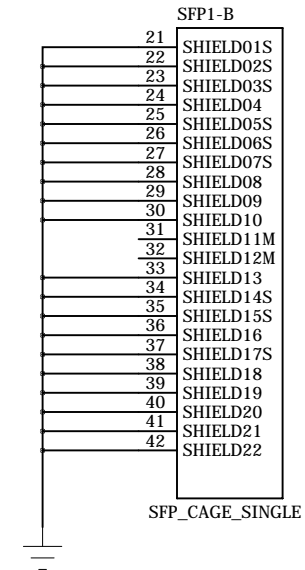 SFP1-B
21 SHIELD01S
22 SHIELD02S
23 SHIELD03S
24 SHIELD04
25 SHIELD05S
26 SHIELD06S
27 SHIELD07S
28 SHIELD08
29 SHIELD09
30 SHIELD10
31 SHIELD11M
32 SHIELD12M
33 SHIELD13
34 SHIELD14S
35 SHIELD15S
36 SHIELD16
37 SHIELD17S
38 SHIELD18
39 SHIELD19
40 SHIELD20
41 SHIELD21
42 SHIELD22
SFP_CAGE_SINGLE